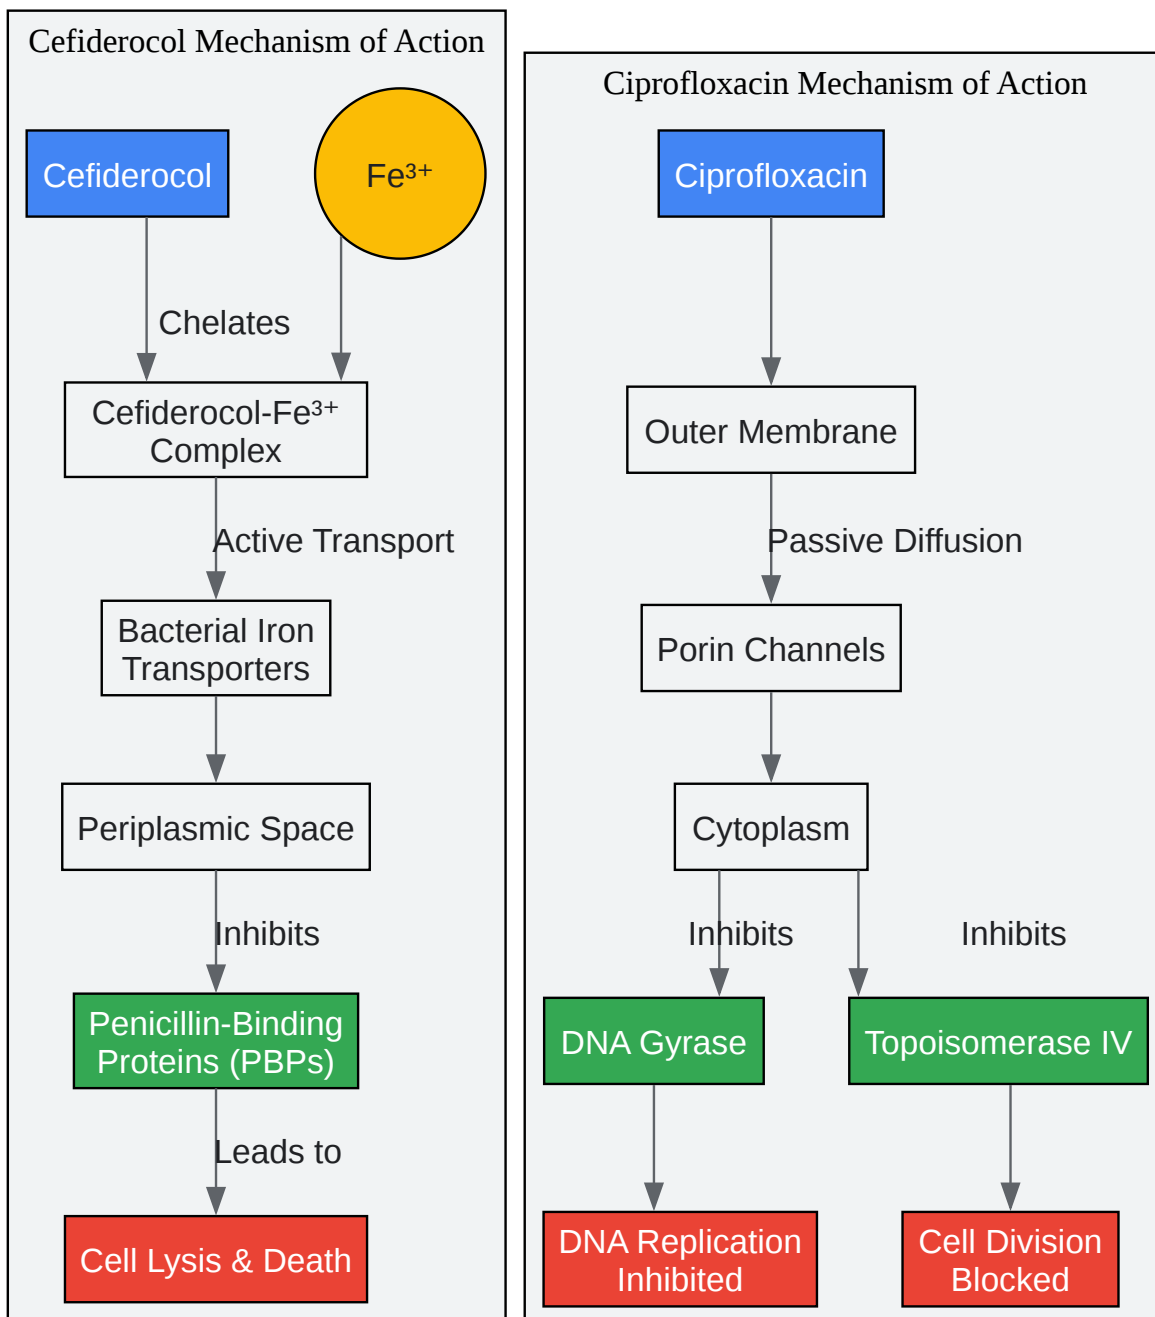 Cefiderocol Mechanism of Action
Cefiderocol
Fe³⁺
Chelates
Cefiderocol-Fe³⁺
Complex
Active Transport
Bacterial Iron
Transporters
Periplasmic Space
Inhibits
Penicillin-Binding
Proteins (PBPs)
Leads to
Cell Lysis & Death
Ciprofloxacin Mechanism of Action
Ciprofloxacin
Outer Membrane
Passive Diffusion
Porin Channels
Cytoplasm
Inhibits
Inhibits
DNA Gyrase
Topoisomerase IV
DNA Replication
Inhibited
Cell Division
Blocked